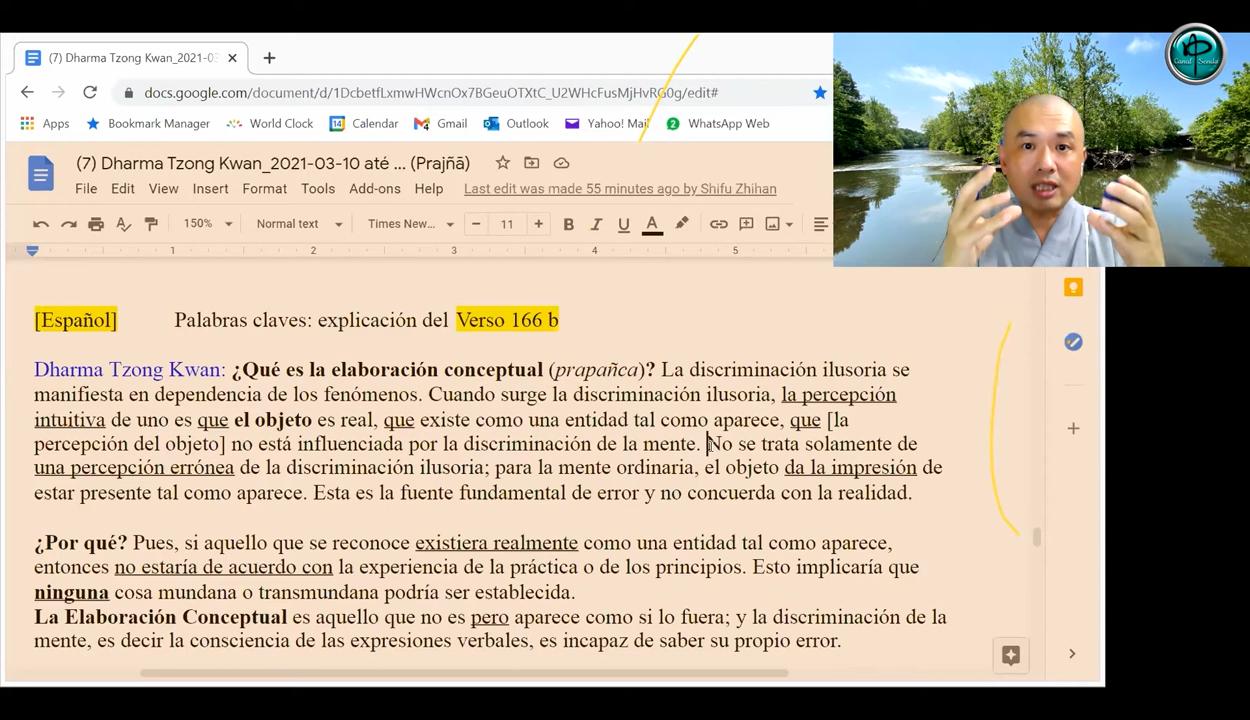 (7) Dharma Tzong Kwan_2021-03
docs.google.com/document/d/1DcbetfLxmwHWcnOx7BGeuOTXtC_U2WHcFusMjHvRG0g/edit#
Apps Bookmark Manager World Clock 14 Calendar Gmail Outlook Yahoo! Mail 2 WhatsApp Web
(7) Dharma Tzong Kwan_2021-03-10 até ... (Prajñā)
File Edit View Insert Format Tools Add-ons Help Last edit was made 55 minutes ago by Shifu Zhihan
150% Normal text Times New... 11 B I U A
1 2 3 4 5
Canal Senda
[Español] Palabras claves: explicación del Verso 166 b
Dharma Tzong Kwan: ¿Qué es la elaboración conceptual (prapañca)? La discriminación ilusoria se
manifiesta en dependencia de los fenómenos. Cuando surge la discriminación ilusoria, la percepción
intuitiva de uno es que el objeto es real, que existe como una entidad tal como aparece, que [la
percepción del objeto] no está influenciada por la discriminación de la mente. No se trata solamente de
una percepción errónea de la discriminación ilusoria; para la mente ordinaria, el objeto da la impresión de
estar presente tal como aparece. Esta es la fuente fundamental de error y no concuerda con la realidad.
¿Por qué? Pues, si aquello que se reconoce existiera realmente como una entidad tal como aparece,
entonces no estaría de acuerdo con la experiencia de la práctica o de los principios. Esto implicaría que
ninguna cosa mundana o transmundana podría ser establecida.
La Elaboración Conceptual es aquello que no es pero aparece como si lo fuera; y la discriminación de la
mente, es decir la consciencia de las expresiones verbales, es incapaz de saber su propio error.